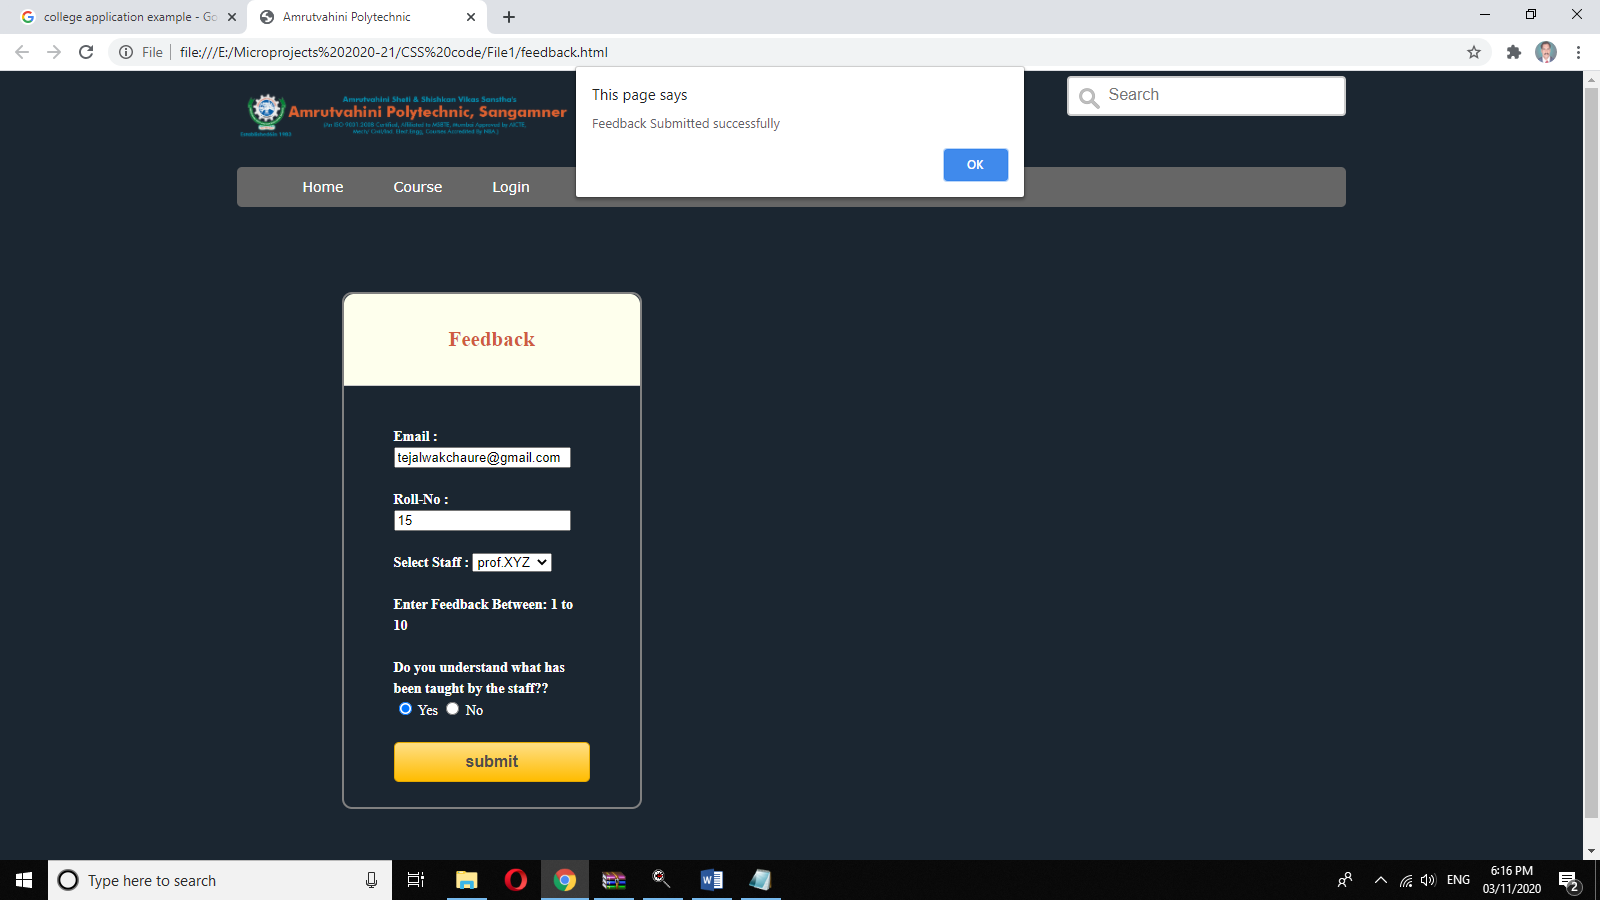 college application example - Go
Amrutvahini Polytechnic
File
file:///E:/Microprojects%202020-21/CSS%20code/File1/feedback.html
This page says
Feedback Submitted successfully
OK
Amrutvahini Sheti & Shikshan Vikas Sanstha's
Amrutvahini Polytechnic, Sangamner
Search
Home
Course
Login
Feedback
Email :
tejalwakchaure@gmail.com
Roll-No :
15
Select Staff : prof.XYZ
Enter Feedback Between: 1 to
10
Do you understand what has
been taught by the staff??
Yes No
submit
Type here to search
ENG
6:16 PM
03/11/2020
2